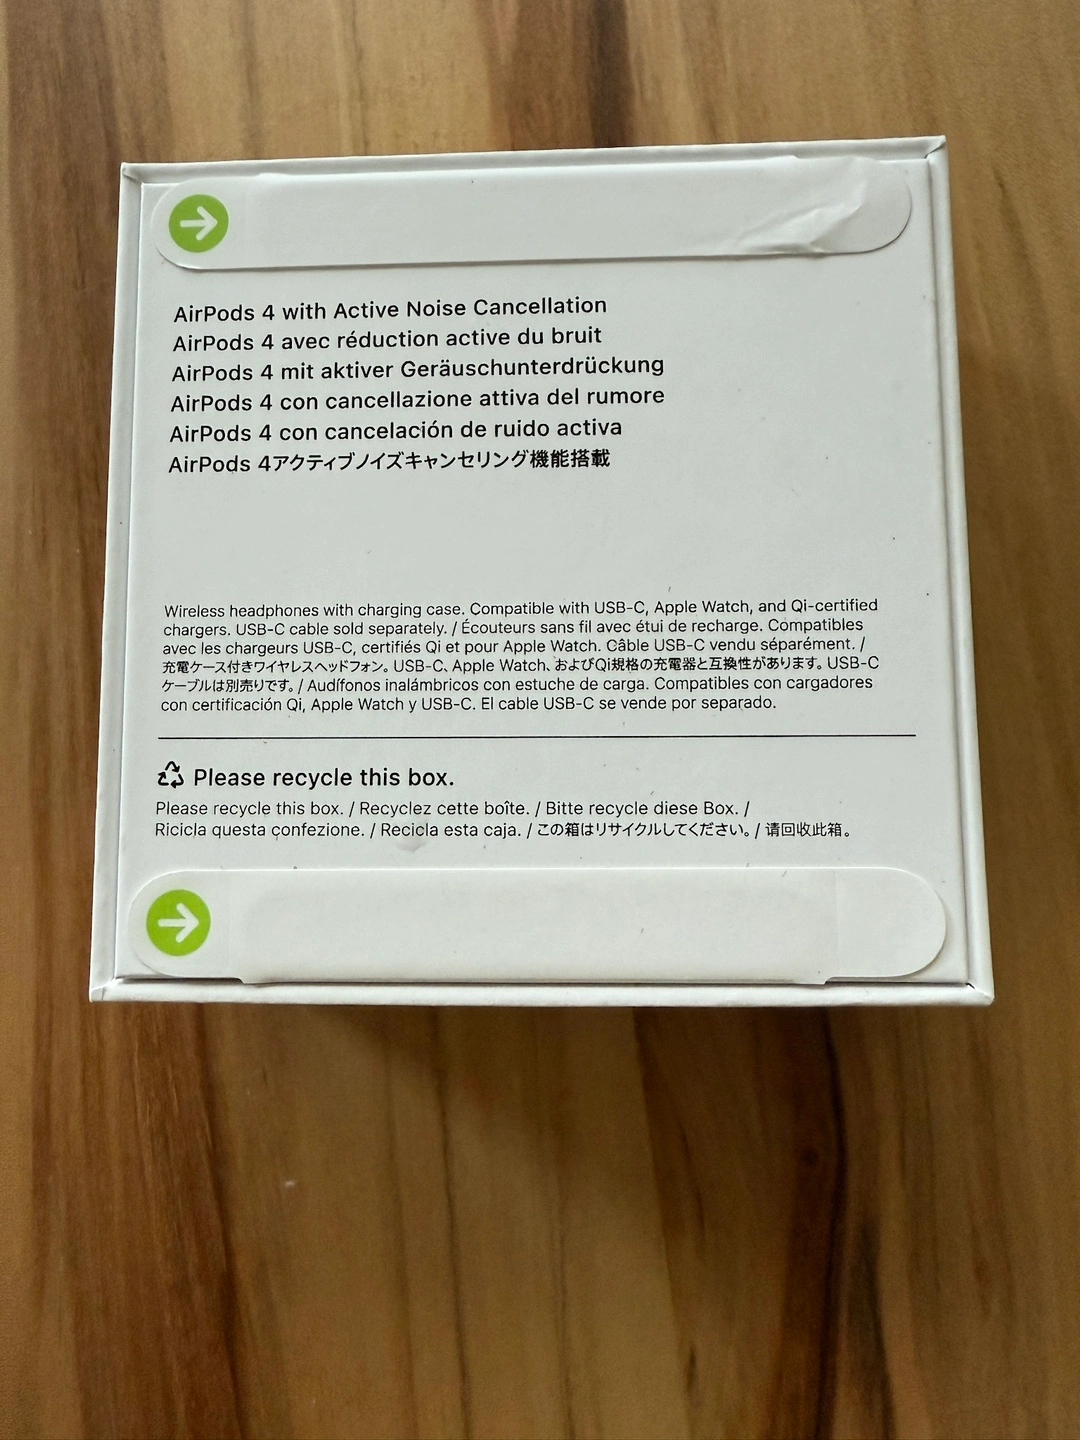 AirPods 4 with Active Noise Cancellation
AirPods 4 avec réduction active du bruit
AirPods 4 mit aktiver Geräuschunterdrückung
AirPods 4 con cancellazione attiva del rumore
AirPods 4 con cancelación de ruido activa
AirPods 4アクティブノイズキャンセリング機能搭載
Wireless headphones with charging case. Compatible with USB-C, Apple Watch, and Qi-certified
chargers. USB-C cable sold separately. / Écouteurs sans fil avec étui de recharge. Compatibles
avec les chargeurs USB-C, certifiés Qi et pour Apple Watch. Câble USB-C vendu séparément. /
充電ケース付きワイヤレスヘッドフォン。USB-C、Apple Watch、およびQi規格の充電器と互換性があります。USB-C
ケーブルは別売りです。/ Audífonos inalámbricos con estuche de carga. Compatibles con cargadores
con certificación Qi, Apple Watch y USB-C. El cable USB-C se vende por separado.
Please recycle this box.
Please recycle this box. / Recyclez cette boîte. / Bitte recycle diese Box. /
Ricicla questa confezione. / Recicla esta caja. / この箱はリサイクルしてください。/ 请回收此箱。